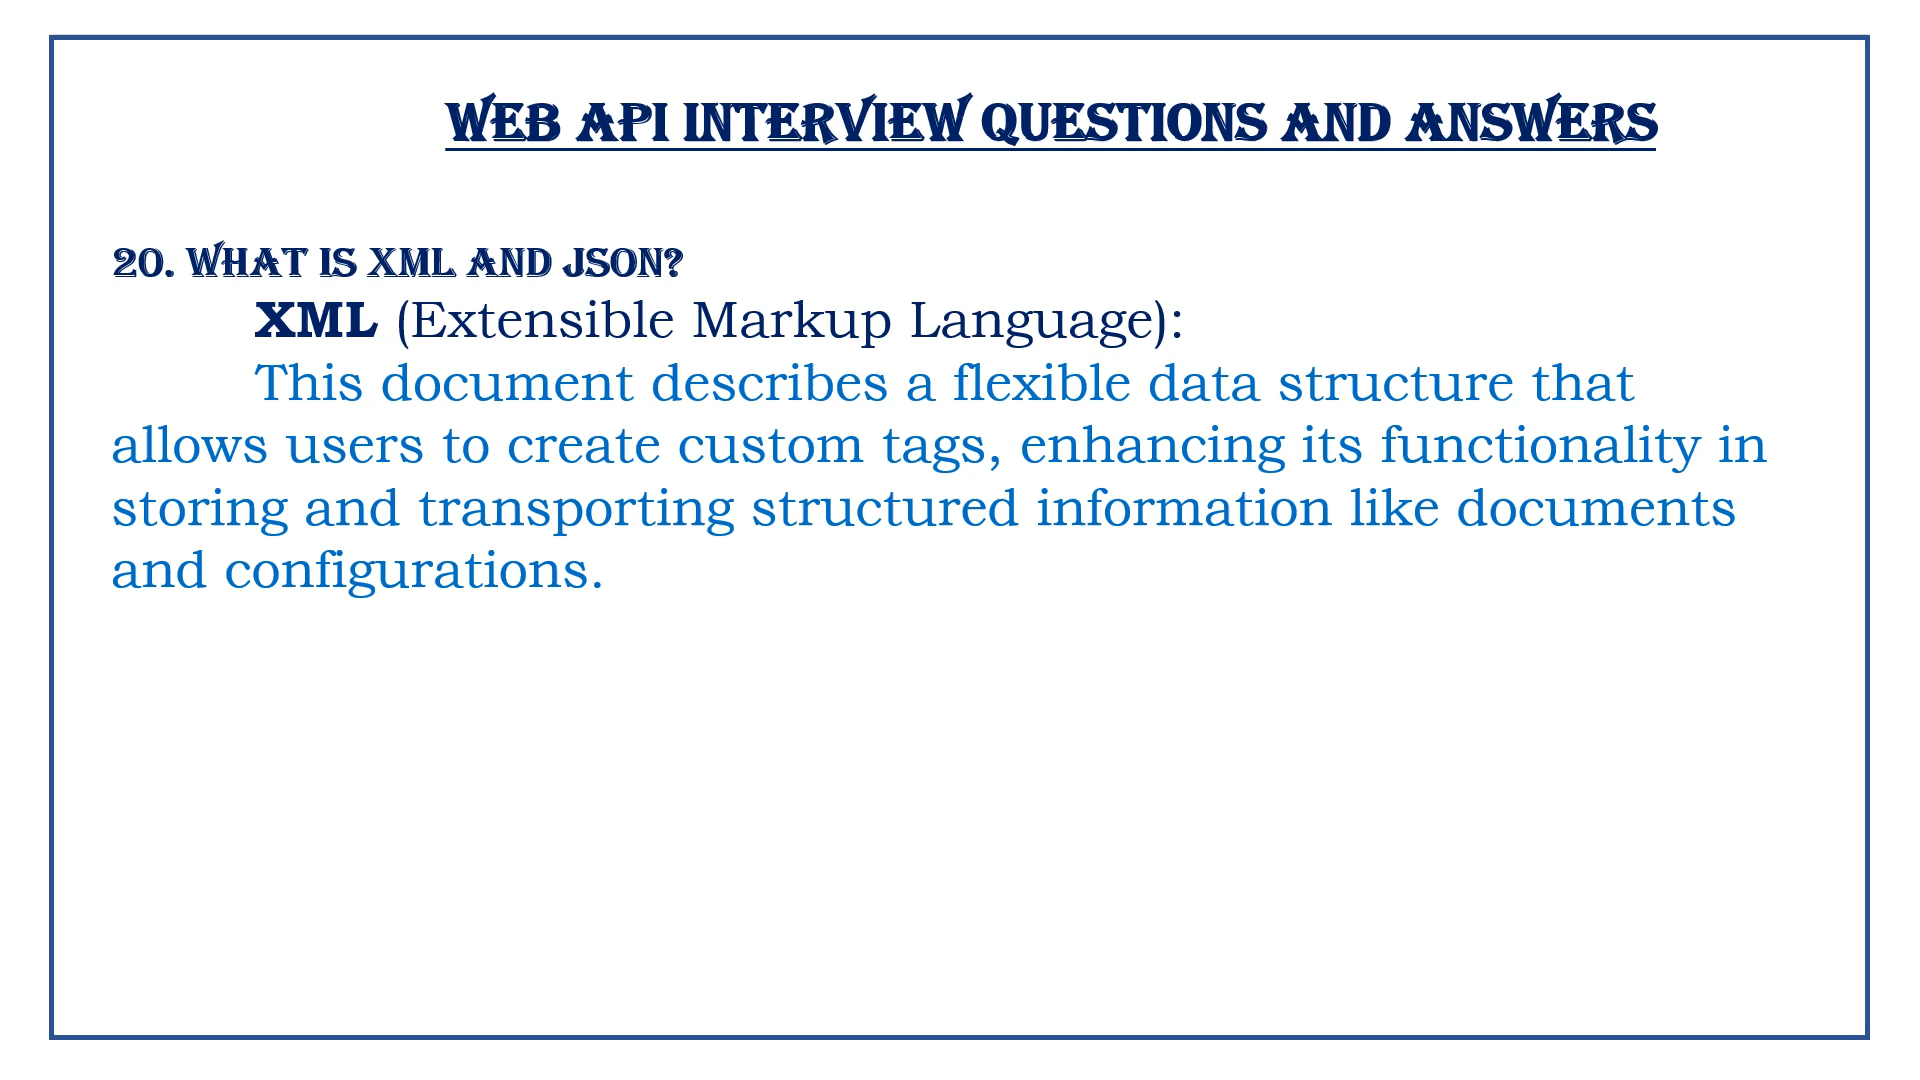 WEB API INTERVIEW QUESTIONS AND ANSWERS
20. WHAT IS XML AND JSON?
XML (Extensible Markup Language):
This document describes a flexible data structure that
allows users to create custom tags, enhancing its functionality in
storing and transporting structured information like documents
and configurations.